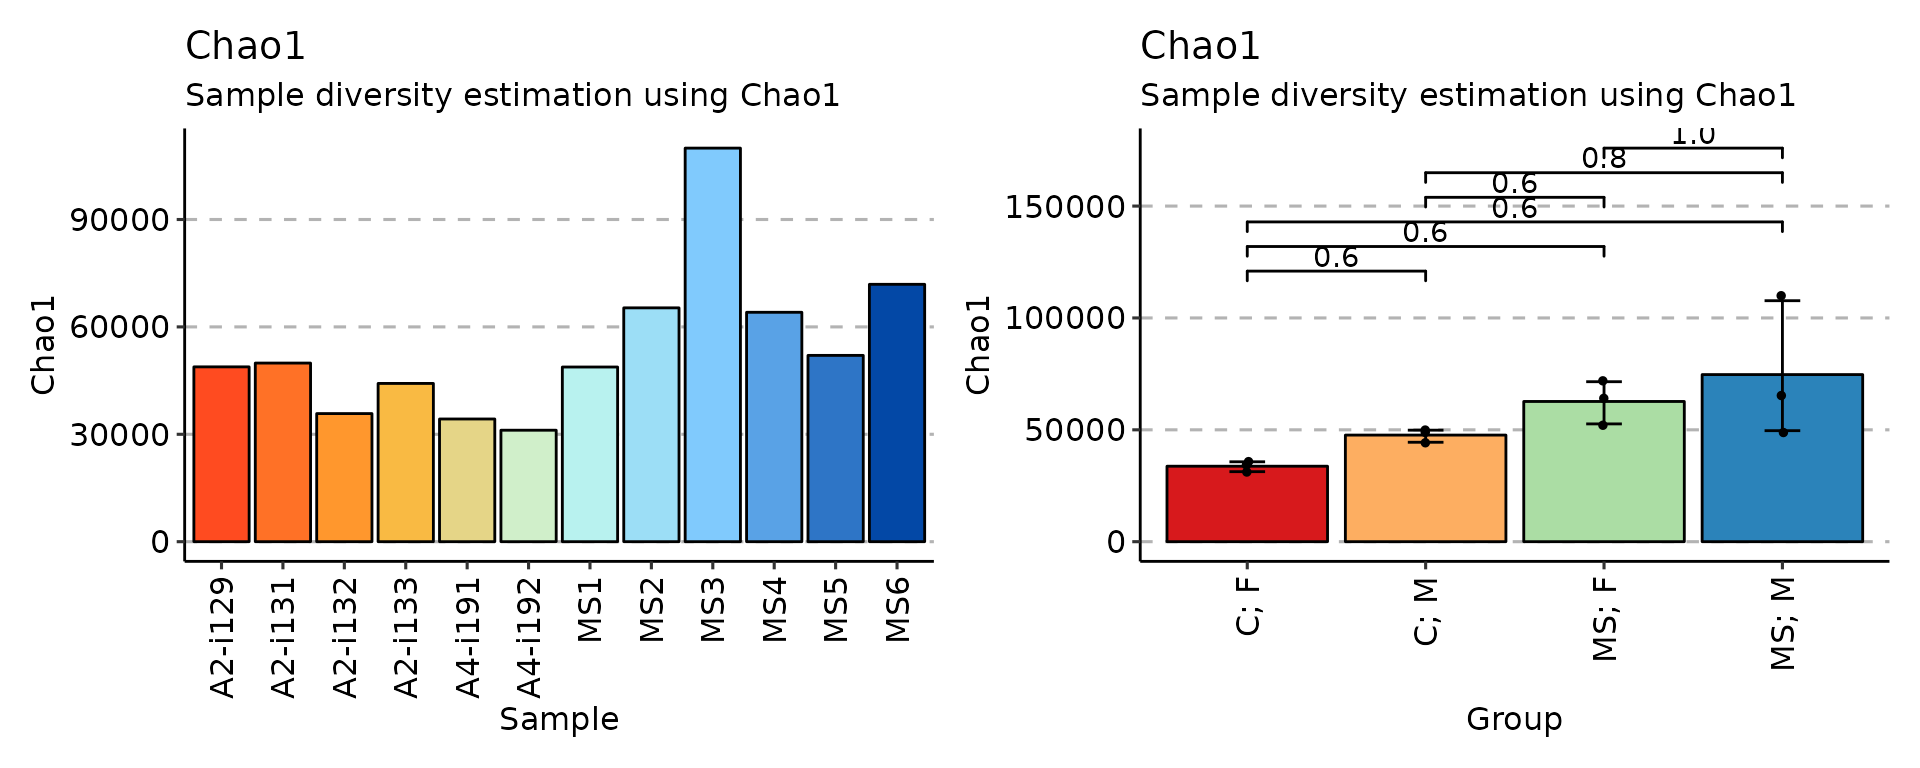 Chao1
Sample diversity estimation using Chao1
Chao1
90000
60000
30000
0
A2-i129
A2-i131
A2-i132
A2-i133
A4-i191
A4-i192
MS1
MS2
MS3
MS4
MS5
MS6
Sample
Chao1
Sample diversity estimation using Chao1
Chao1
150000
100000
50000
0
1.0
0.8
0.6
0.6
0.6
0.6
C; F
C; M
MS; F
MS; M
Group